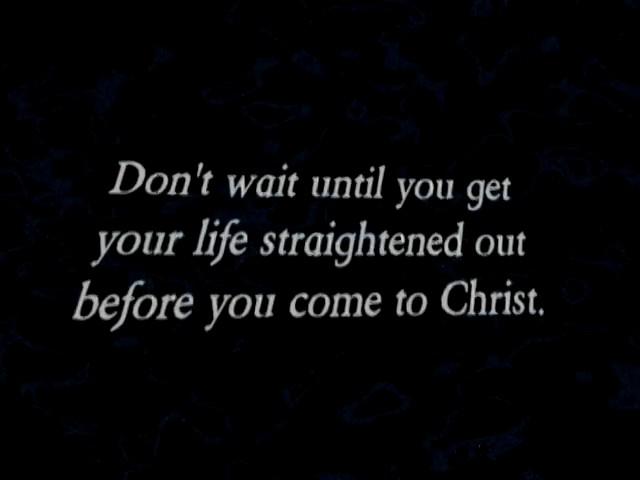 Don't wait until you get
your life straightened out
before you come to Christ.